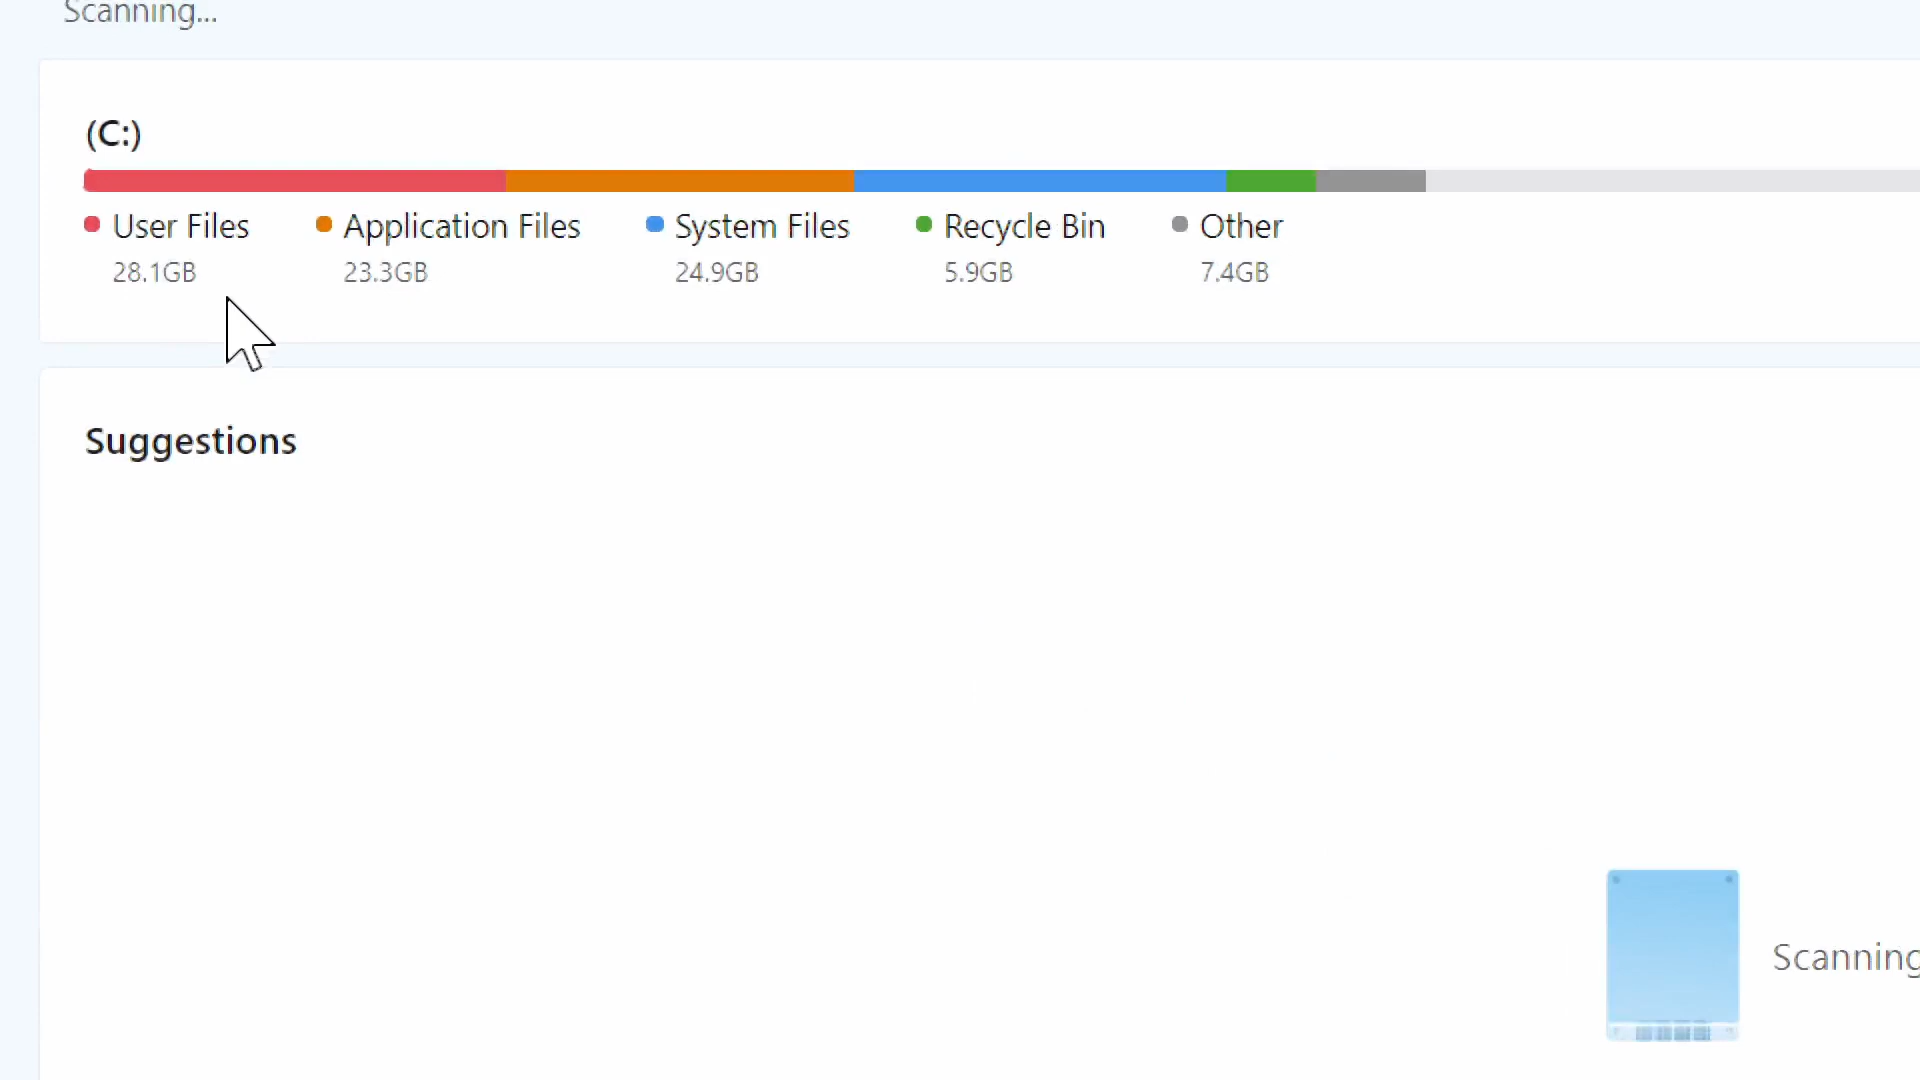 Scanning...
(C:)
User Files
28.1GB
Application Files
23.3GB
System Files
24.9GB
Recycle Bin
5.9GB
Other
7.4GB
Suggestions
Scanning